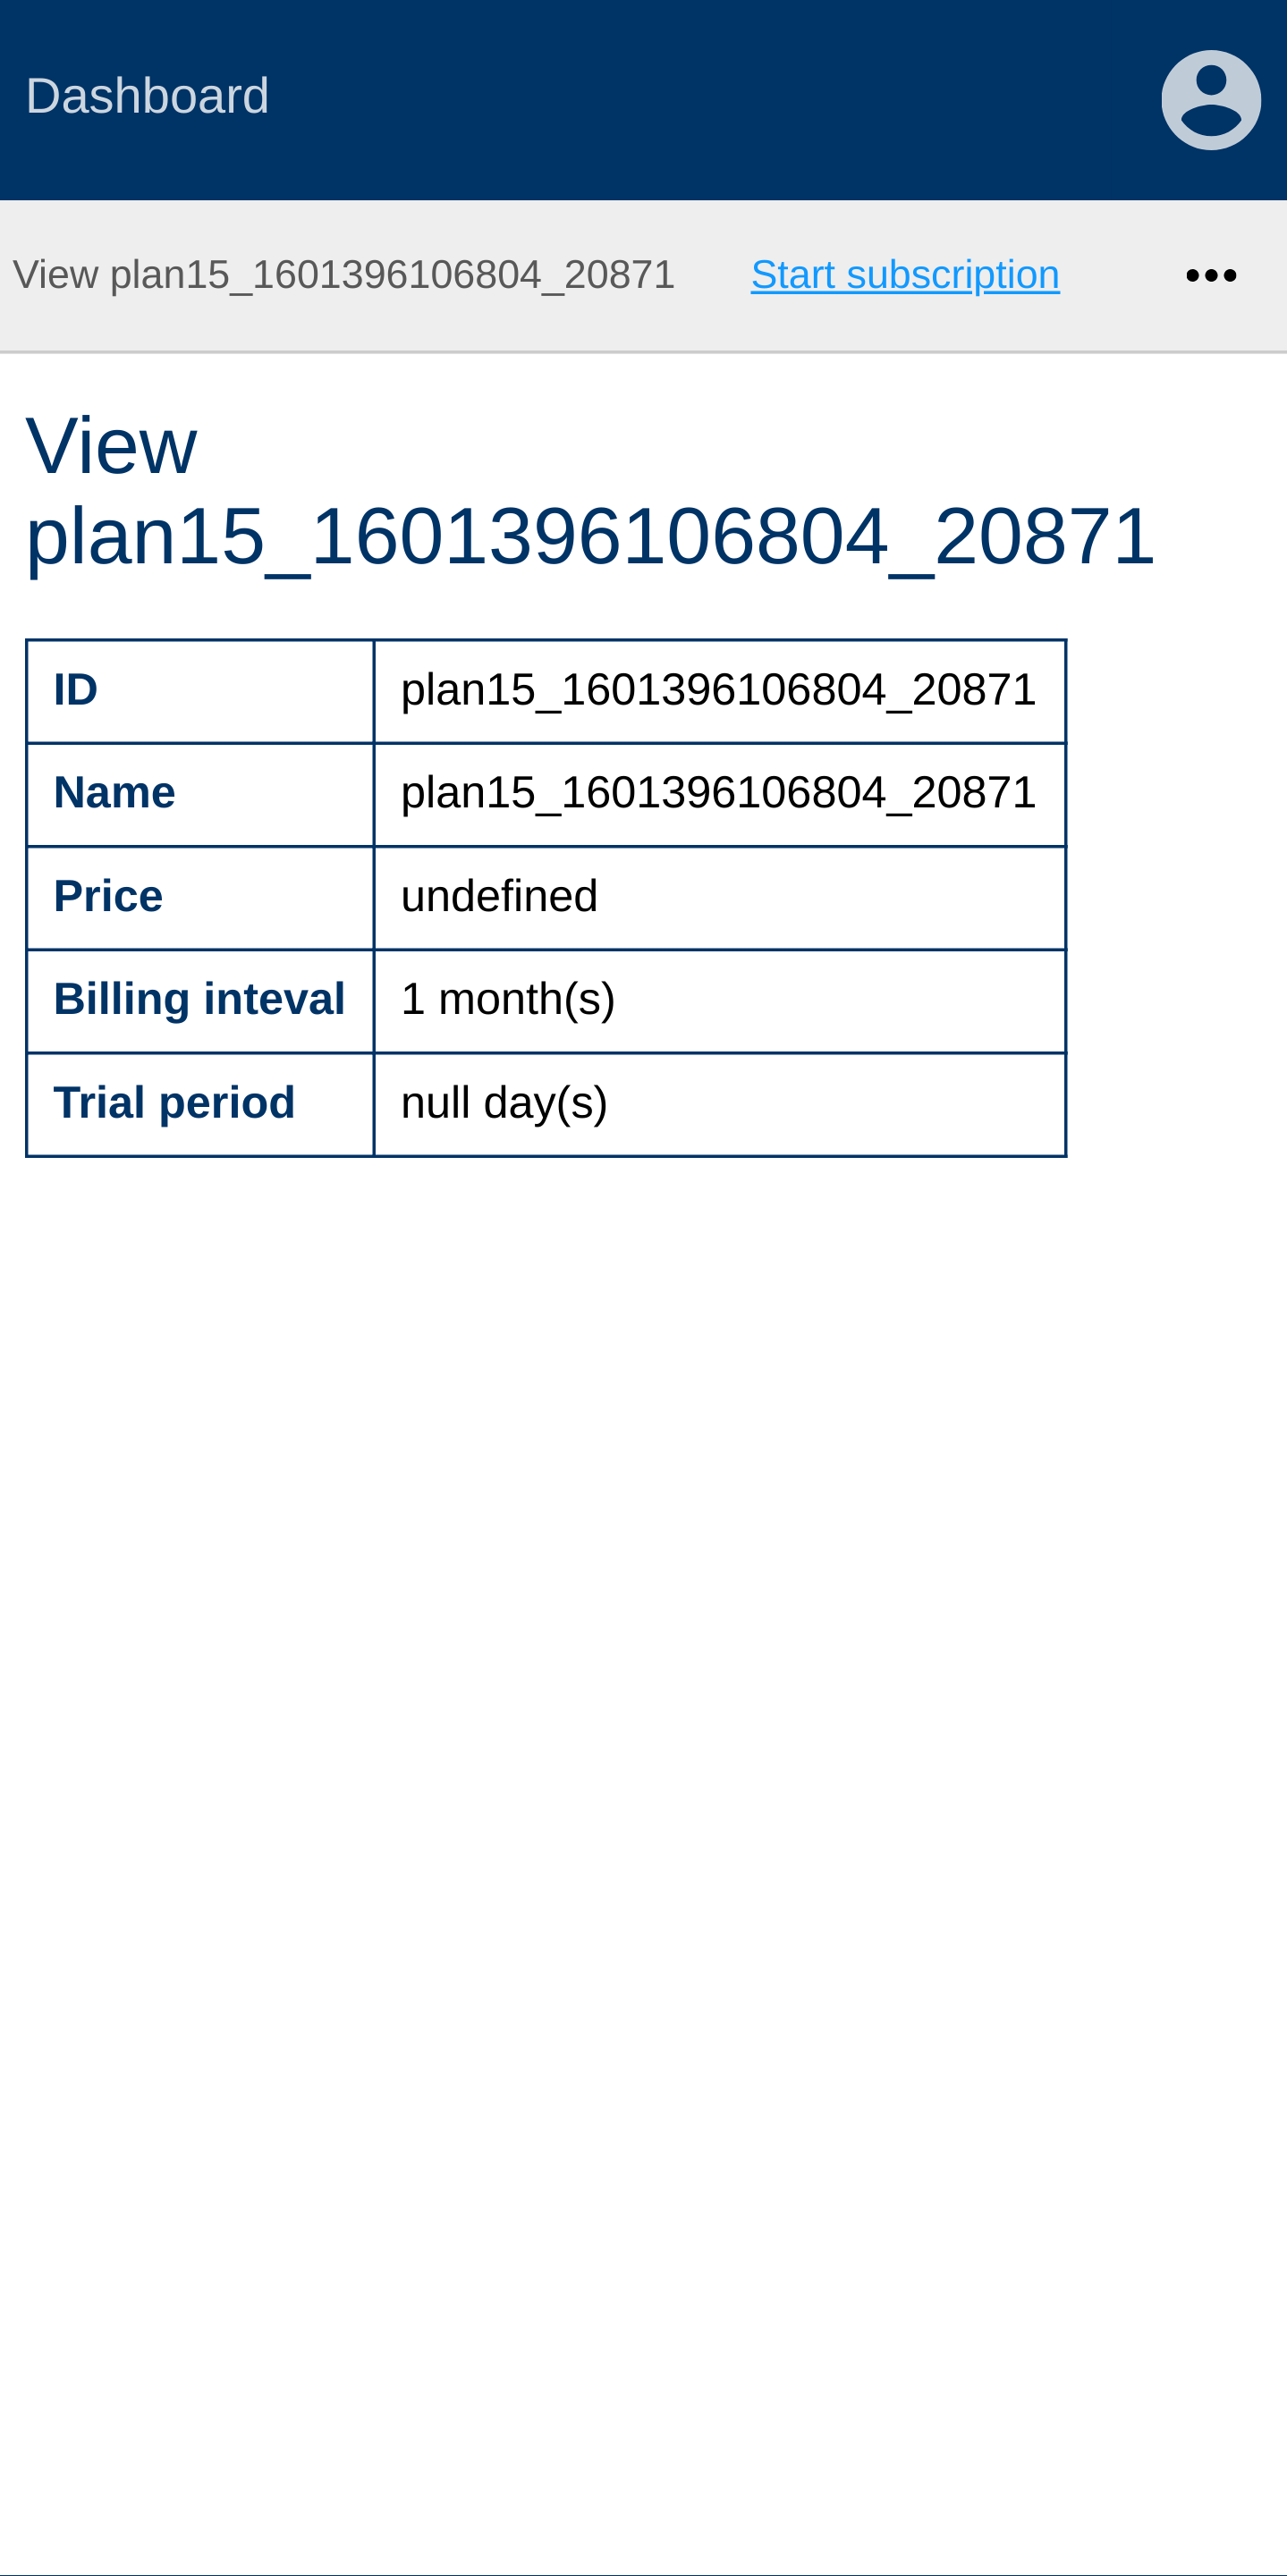 Dashboard
View plan15_1601396106804_20871 Start subscription
View
plan15_1601396106804_20871
ID plan15_1601396106804_20871
Name plan15_1601396106804_20871
Price undefined
Billing inteval 1 month(s)
Trial period null day(s)